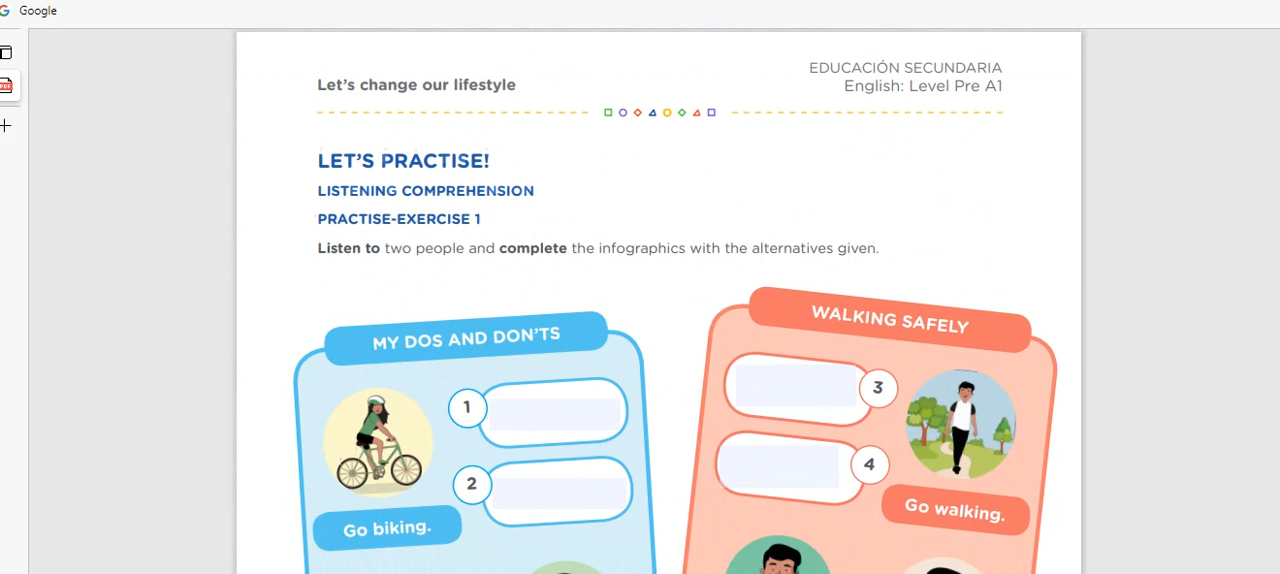 Google
Let's change our lifestyle
EDUCACIÓN SECUNDARIA
English: Level Pre A1
LET'S PRACTISE!
LISTENING COMPREHENSION
PRACTISE-EXERCISE 1
Listen to two people and complete the infographics with the alternatives given.
MY DOS AND DON'TS
1
2
Go biking.
WALKING SAFELY
3
4
Go walking.